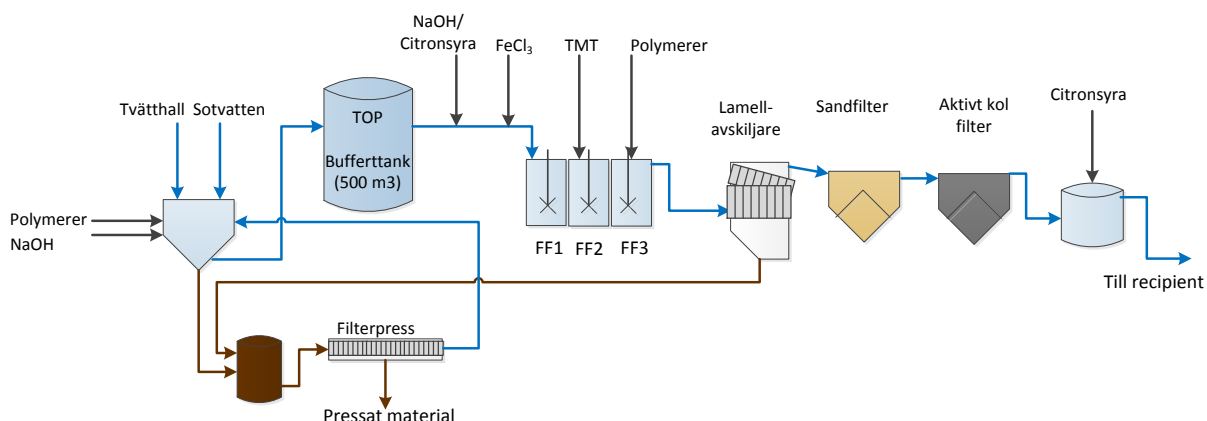 NaOH/
Citronsyra
FeCl₃
TMT
Polymerer
Tvätthall
Sotvatten
TOP
Bufferttank
(500 m3)
Lamell-
avskiljare
Sandfilter
Aktivt kol
filter
Citronsyra
Polymerer
NaOH
FF1
FF2
FF3
Till recipient
Filterpress
Pressat material